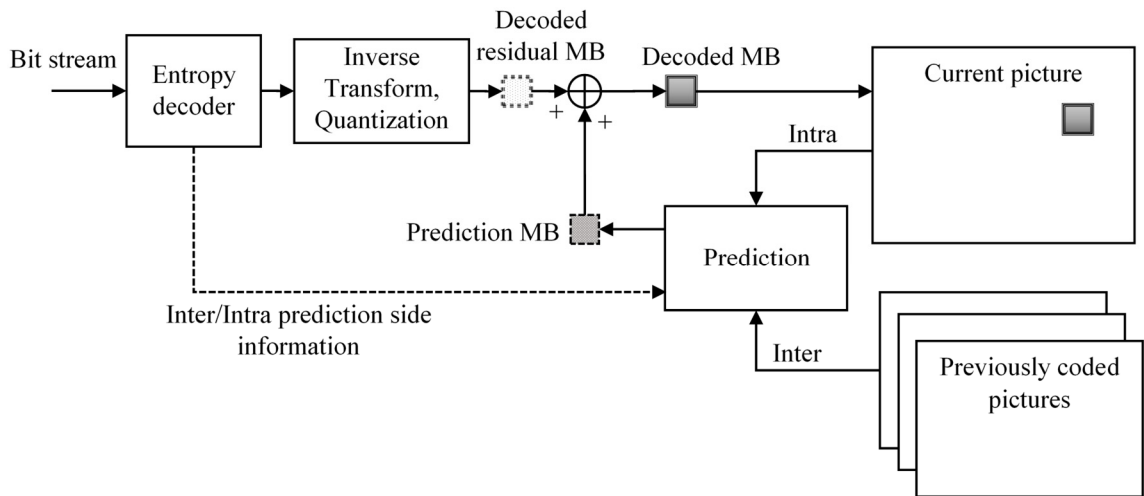 Bit stream
Entropy
decoder
Inverse
Transform,
Quantization
Decoded
residual MB
+
+
Decoded MB
Current picture
Intra
Prediction MB
Prediction
Inter/Intra prediction side
information
Inter
Previously coded
pictures